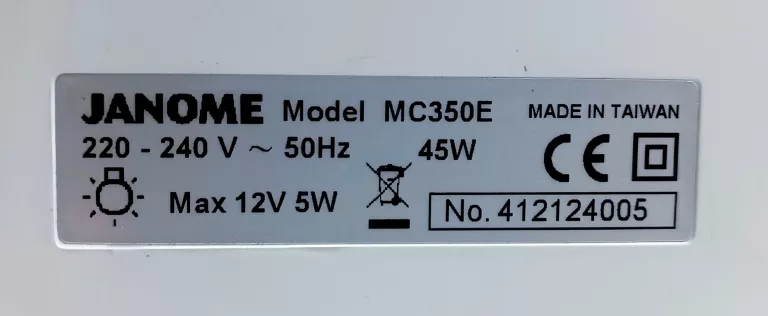 JANOME Model MC350E MADE IN TAIWAN
220 - 240 V ~ 50Hz 45W CE
Max 12V 5W
No. 412124005